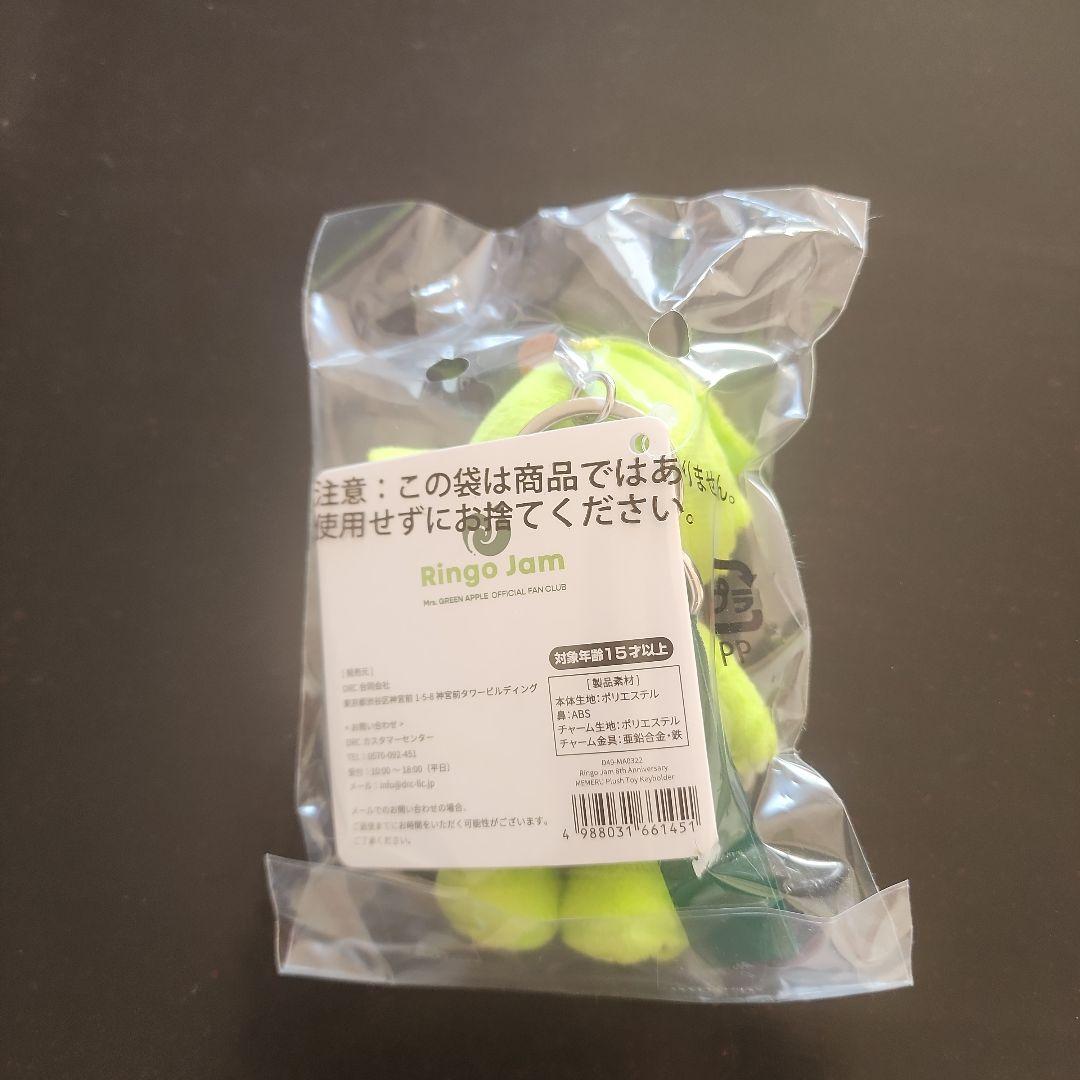 注意：この袋は商品ではありません。
使用せずにお捨てください。
Ringo Jam
Mrs. GREEN APPLE OFFICIAL FAN CLUB
プラ
PP
対象年齢15才以上
[製品素材]
本体生地：ポリエステル
鼻：ABS
チャーム生地：ポリエステル
チャーム金具：亜鉛合金・鉄
[発売元]
DRC 合同会社
東京都渋谷区神宮前 1-5-8 神宮前タワービルディング
<お問い合わせ>
DRC カスタマーセンター
TEL：0570-092-451
受付：10:00 〜 18:00（平日）
メール：info@drc-llc.jp
メールでのお問い合わせの場合、
ご返信までにお時間をいただく可能性がございます。
ご了承ください。
D49-MA0322
Ringo Jam 8th Anniversary
MEMERU Plush Toy Keyholder
4 988031 661451